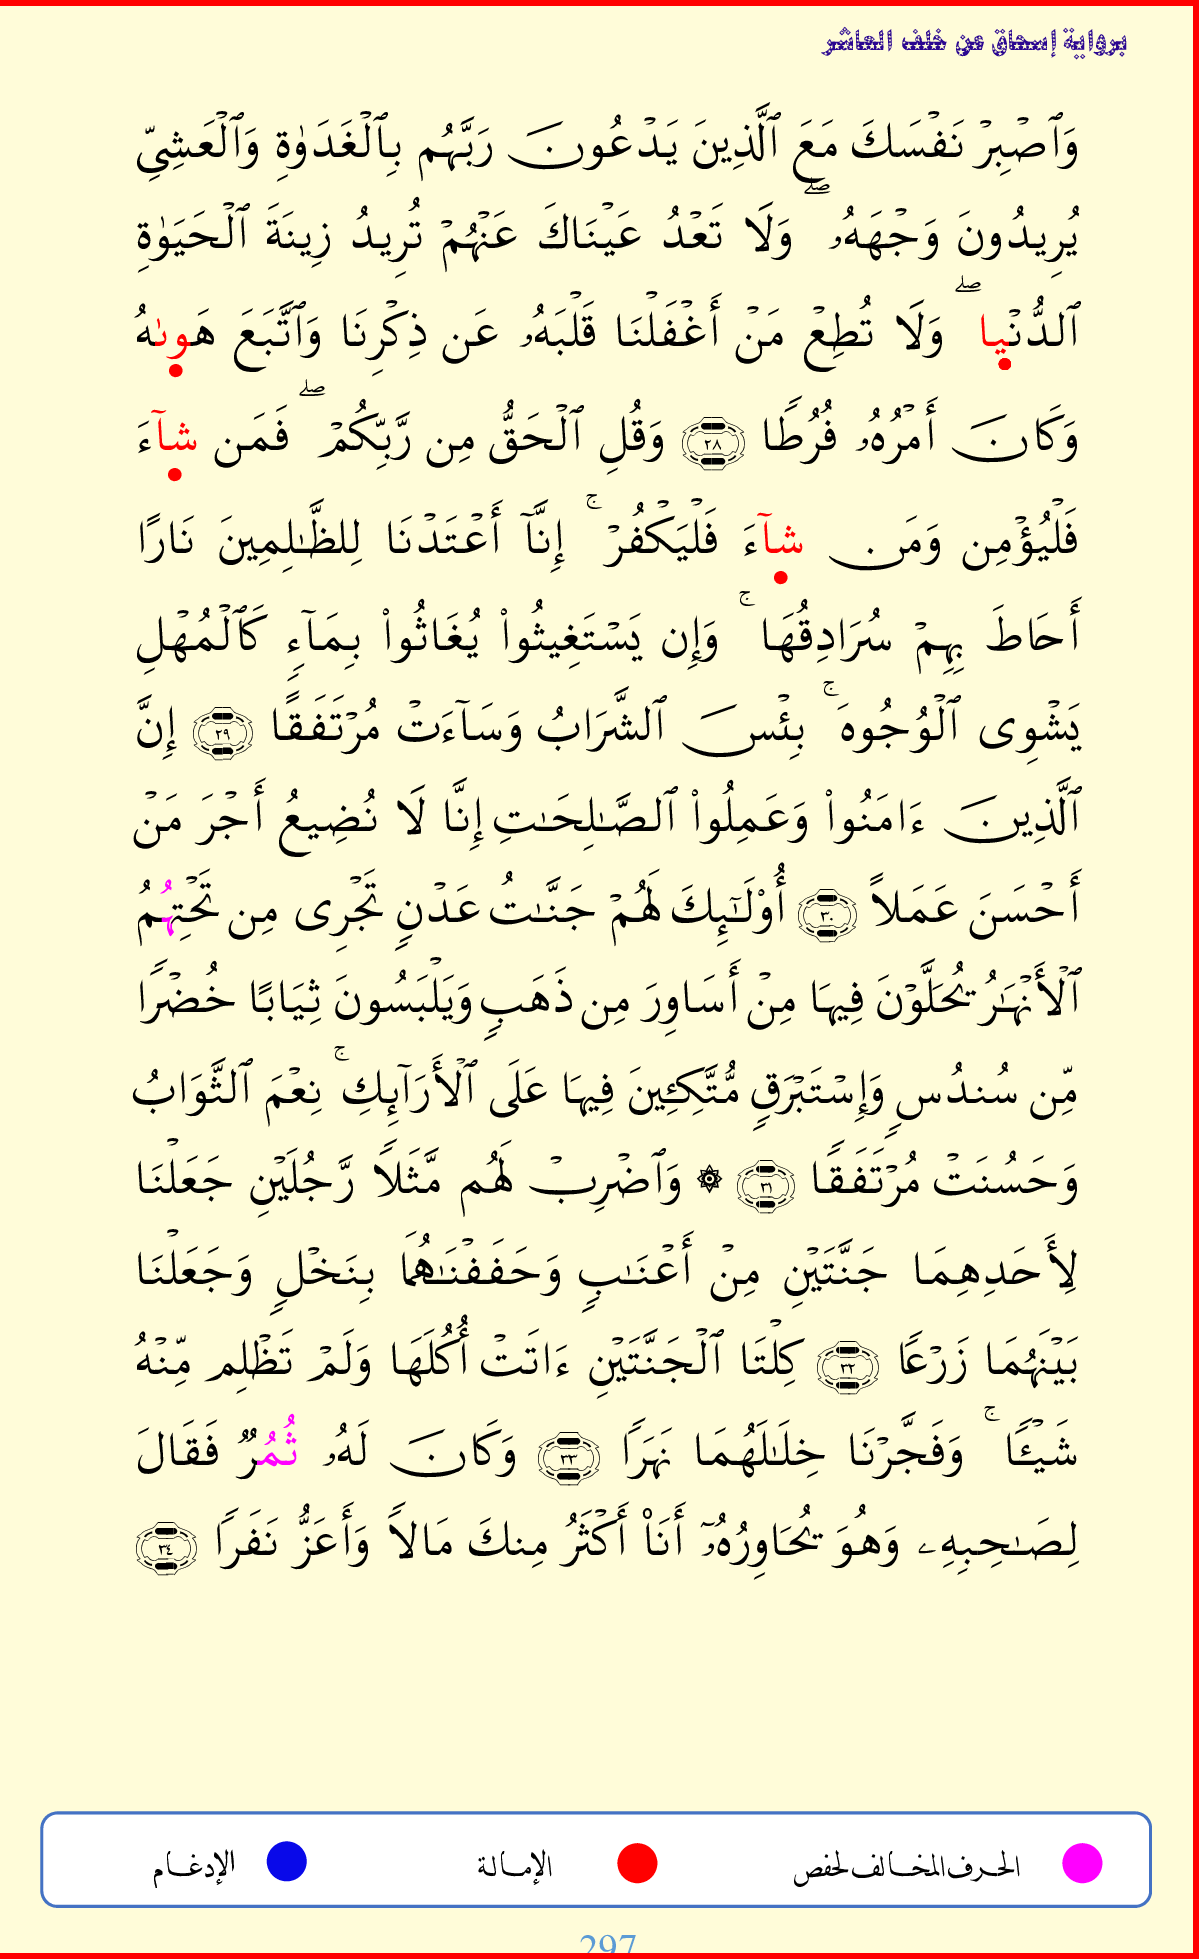 برواية إسحاق عن خلف العاشر
وَٱصْبِرْ نَفْسَكَ مَعَ ٱلَّذِينَ يَدْعُونَ رَبَّهُم بِٱلْغَدَوٰةِ وَٱلْعَشِىِّ
يُرِيدُونَ وَجْهَهُۥ ۖ وَلَا تَعْدُ عَيْنَاكَ عَنْهُمْ تُرِيدُ زِينَةَ ٱلْحَيَوٰةِ
ٱلدُّنْيا ۖ وَلَا تُطِعْ مَنْ أَغْفَلْنَا قَلْبَهُۥ عَن ذِكْرِنَا وَٱتَّبَعَ هَوىٰهُ
وَكَانَ أَمْرُهُۥ فُرُطًا ٢٨ وَقُلِ ٱلْحَقُّ مِن رَّبِّكُمْ ۖ فَمَن شآءَ
فَلْيُؤْمِن وَمَن شآءَ فَلْيَكْفُرْ ۚ إِنَّآ أَعْتَدْنَا لِلظَّـٰلِمِينَ نَارًا
أَحَاطَ بِهِمْ سُرَادِقُهَا ۚ وَإِن يَسْتَغِيثُوا۟ يُغَاثُوا۟ بِمَآءٍ كَٱلْمُهْلِ
يَشْوِى ٱلْوُجُوهَ ۚ بِئْسَ ٱلشَّرَابُ وَسَآءَتْ مُرْتَفَقًا ٢٩ إِنَّ
ٱلَّذِينَ ءَامَنُوا۟ وَعَمِلُوا۟ ٱلصَّـٰلِحَـٰتِ إِنَّا لَا نُضِيعُ أَجْرَ مَنْ
أَحْسَنَ عَمَلًا ٣٠ أُو۟لَـٰٓئِكَ لَهُمْ جَنَّـٰتُ عَدْنٍ تَجْرِى مِن تَحْتِهُمُ
ٱلْأَنْهَـٰرُ يُحَلَّوْنَ فِيهَا مِنْ أَسَاوِرَ مِن ذَهَبٍ وَيَلْبَسُونَ ثِيَابًا خُضْرًا
مِّن سُندُسٍ وَإِسْتَبْرَقٍ مُّتَّكِـِٔينَ فِيهَا عَلَى ٱلْأَرَآئِكِ ۚ نِعْمَ ٱلثَّوَابُ
وَحَسُنَتْ مُرْتَفَقًا ٣١ ۞ وَٱضْرِبْ لَهُم مَّثَلًا رَّجُلَيْنِ جَعَلْنَا
لِأَحَدِهِمَا جَنَّتَيْنِ مِنْ أَعْنَـٰبٍ وَحَفَفْنَـٰهُمَا بِنَخْلٍ وَجَعَلْنَا
بَيْنَهُمَا زَرْعًا ٣٢ كِلْتَا ٱلْجَنَّتَيْنِ ءَاتَتْ أُكُلَهَا وَلَمْ تَظْلِم مِّنْهُ
شَيْـًٔا ۚ وَفَجَّرْنَا خِلَـٰلَهُمَا نَهَرًا ٣٣ وَكَانَ لَهُۥ ثُمُرٌ فَقَالَ
لِصَـٰحِبِهِۦ وَهُوَ يُحَاوِرُهُۥٓ أَنَا۠ أَكْثَرُ مِنكَ مَالًا وَأَعَزُّ نَفَرًا ٣٤
الحرف المخالف لحفص
الإمالة
الإدغام
297